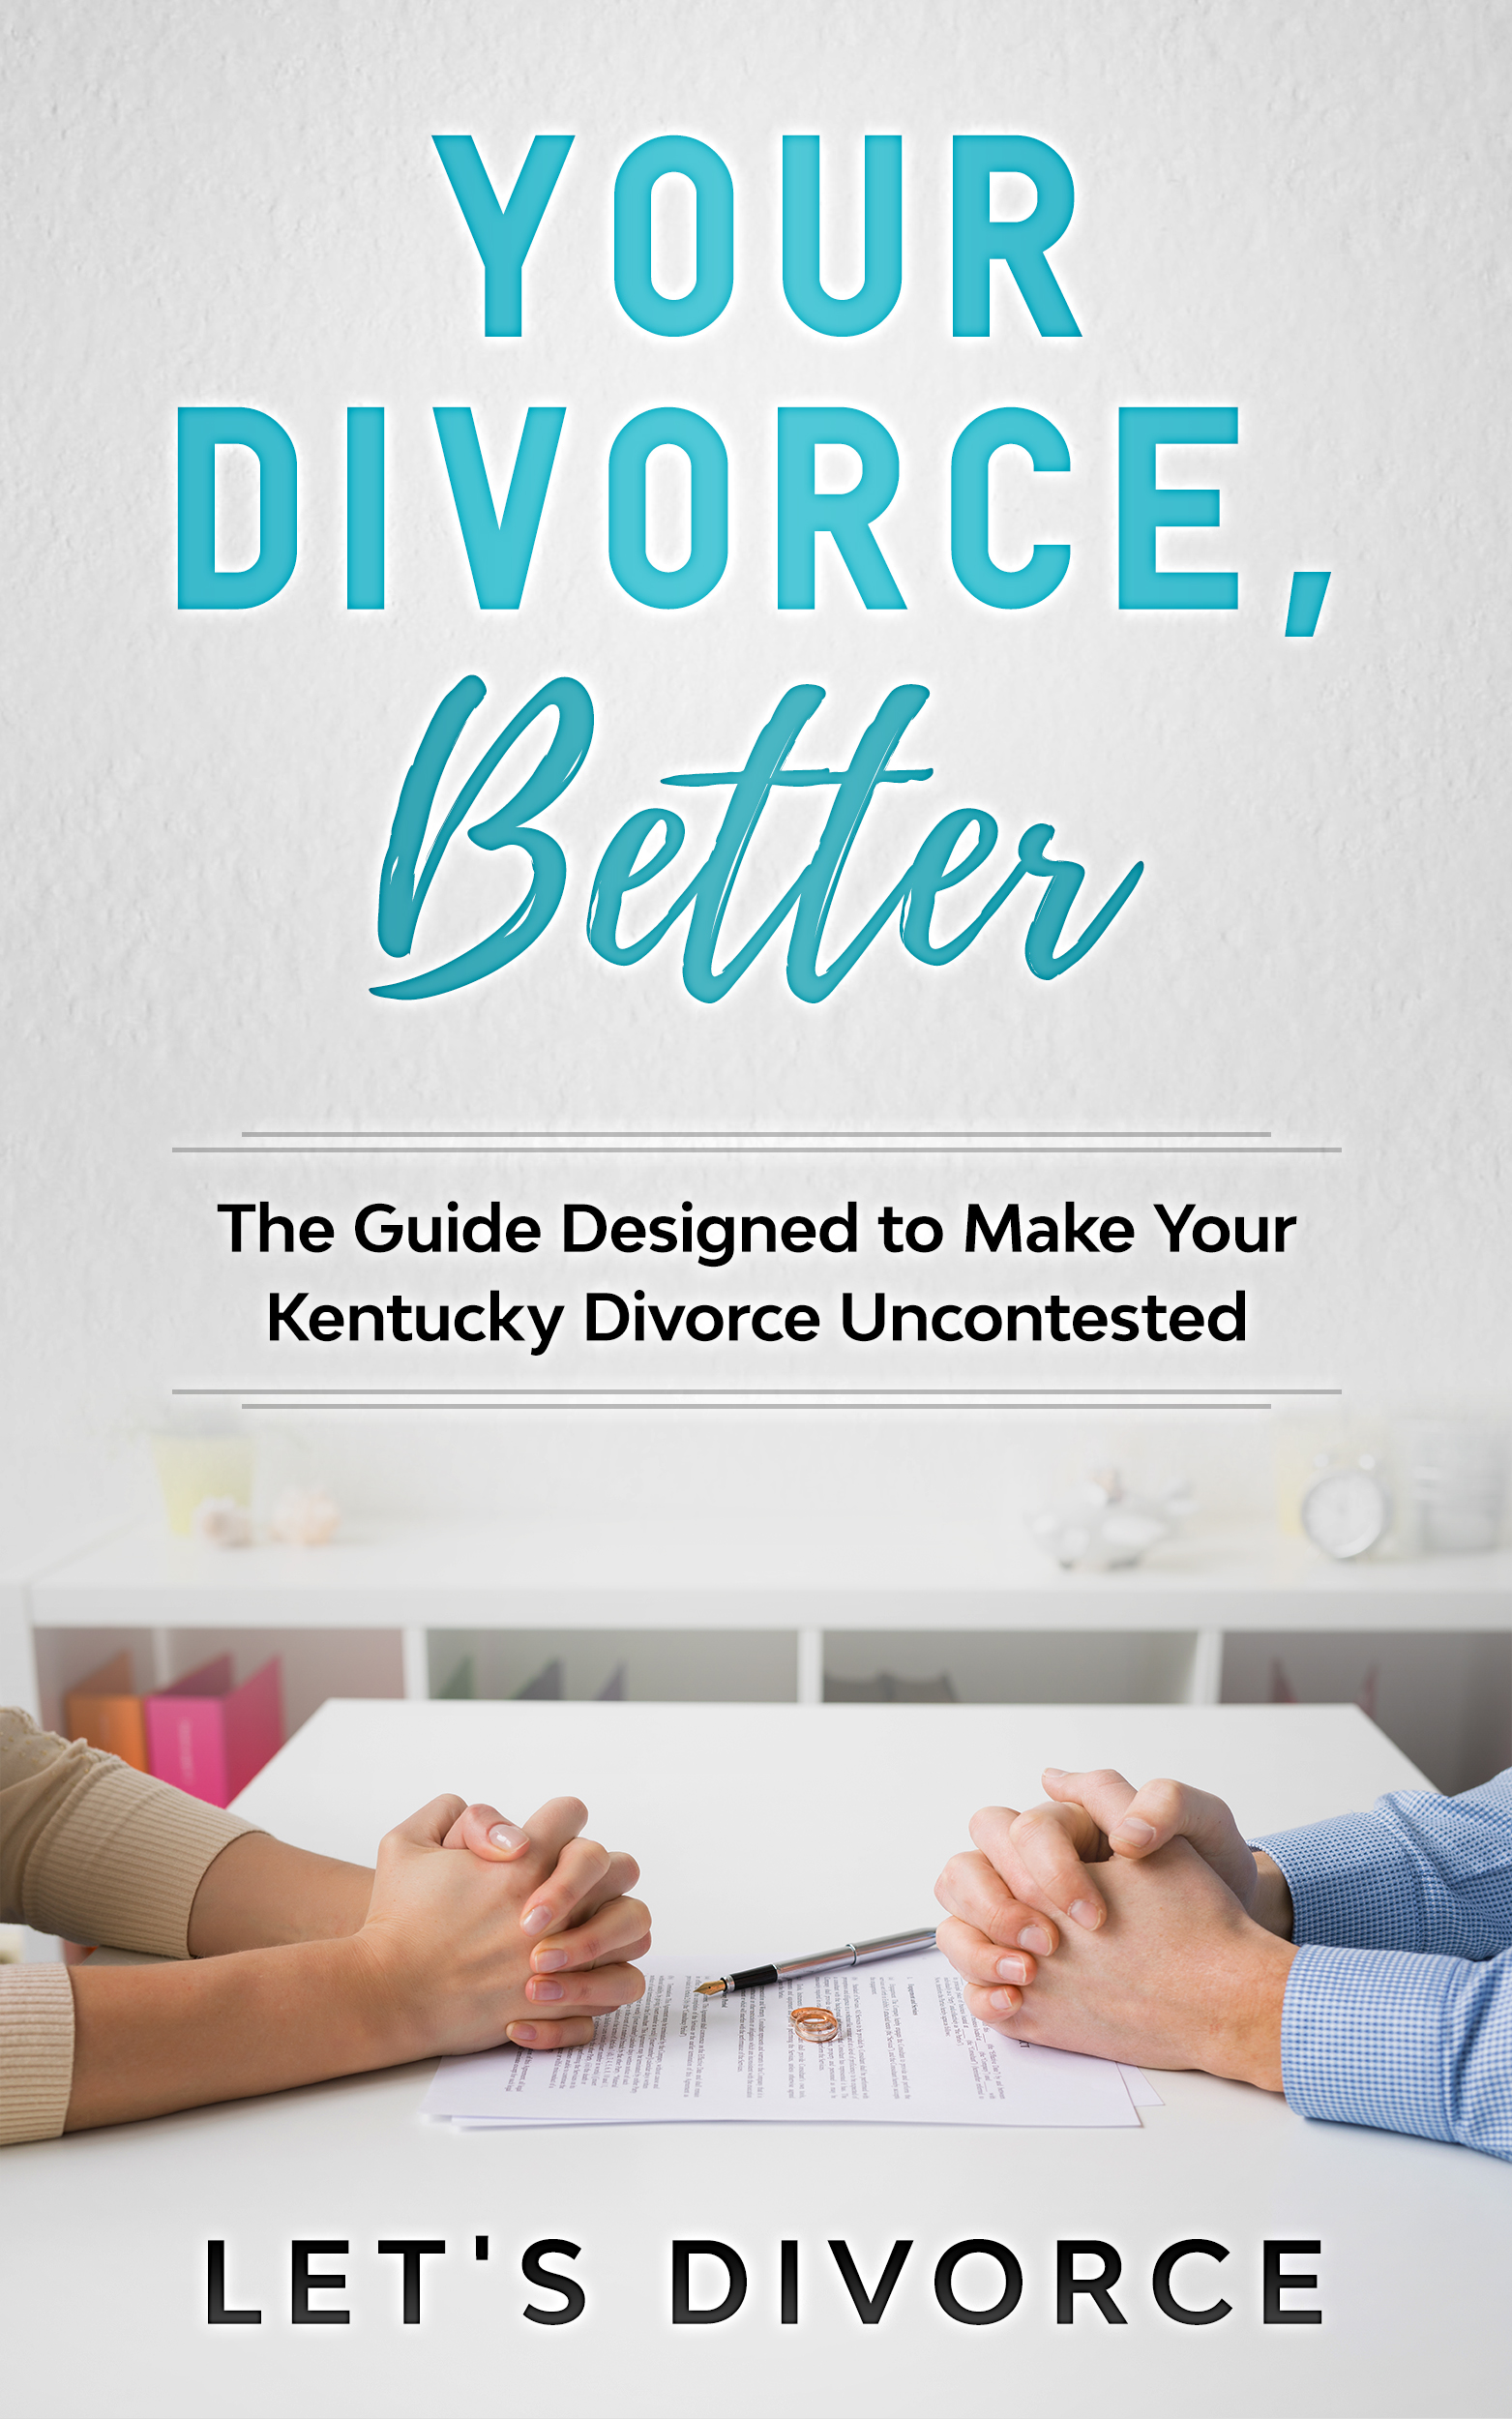 YOUR
DIVORCE,
Better
The Guide Designed to Make Your
Kentucky Divorce Uncontested
LET'S DIVORCE